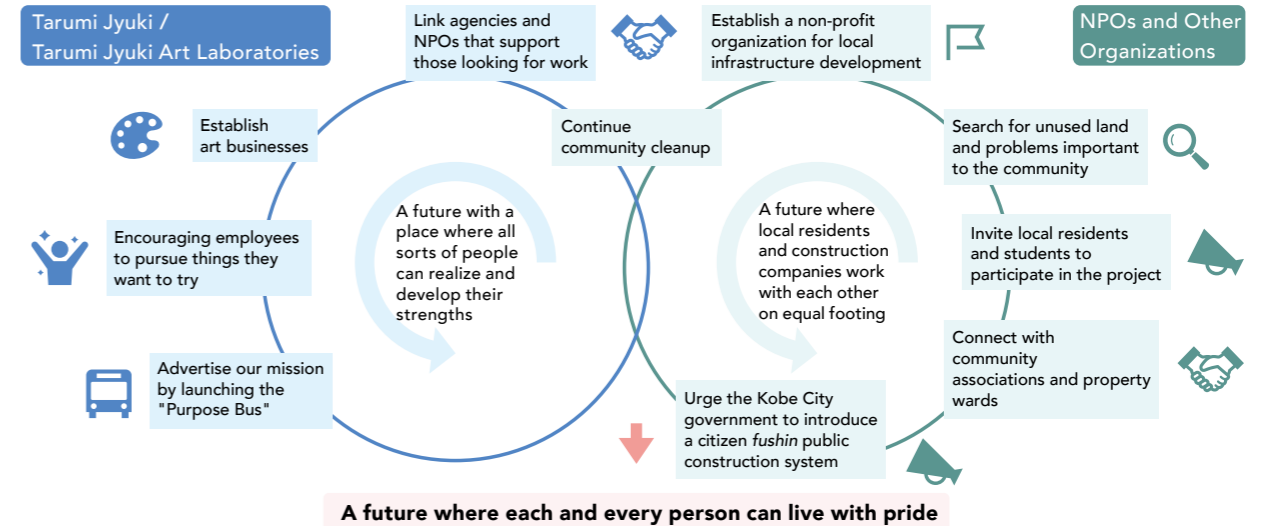 Tarumi Jyuki /
Tarumi Jyuki Art Laboratories
Link agencies and
NPOs that support
those looking for work
Establish a non-profit
organization for local
infrastructure development
NPOs and Other
Organizations
Establish
art businesses
Continue
community cleanup
Search for unused land
and problems important
to the community
Encouraging employees
to pursue things they
want to try
A future with a
place where all
sorts of people
can realize and
develop their
strengths
A future where
local residents
and construction
companies work
with each other
on equal footing
Invite local residents
and students to
participate in the project
Advertise our mission
by launching the
"Purpose Bus"
Connect with
community
associations and property
wards
Urge the Kobe City
government to introduce
a citizen fushin public
construction system
A future where each and every person can live with pride